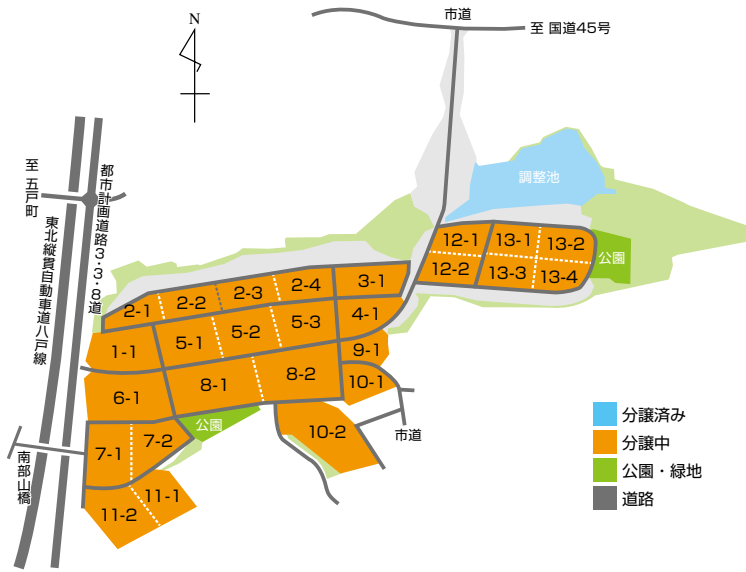 市道
至 国道45号
N
至 五戸町
都市計画道路3・3・8道
東北縦貫自動車道八戸線
調整池
12-1
13-1
13-2
公園
12-2
13-3
13-4
2-1
2-2
2-3
2-4
3-1
1-1
5-1
5-2
5-3
4-1
9-1
6-1
8-1
8-2
10-1
公園
10-2
市道
7-1
7-2
南部山橋
11-2
11-1
分譲済み
分譲中
公園・緑地
道路